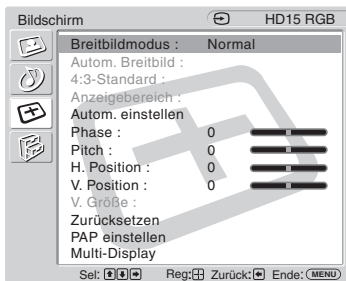 Bildschirm HD15 RGB
Breitbildmodus : Normal
Autom. Breitbild :
4:3-Standard :
Anzeigebereich :
Autom. einstellen
Phase : 0
Pitch : 0
H. Position : 0
V. Position : 0
V. Größe :
Zurücksetzen
PAP einstellen
Multi-Display
Sel: Reg: Zurück: Ende: MENU